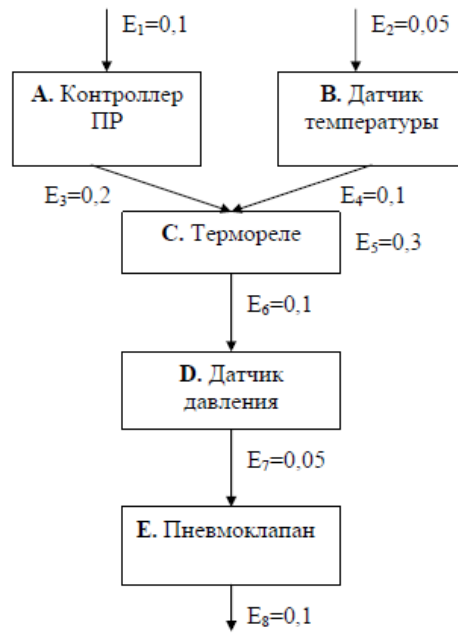 E₁=0,1
E₂=0,05
A. Контроллер
ПР
B. Датчик
температуры
E₃=0,2
E₄=0,1
C. Термореле
E₅=0,3
E₆=0,1
D. Датчик
давления
E₇=0,05
E. Пневмоклапан
E₈=0,1